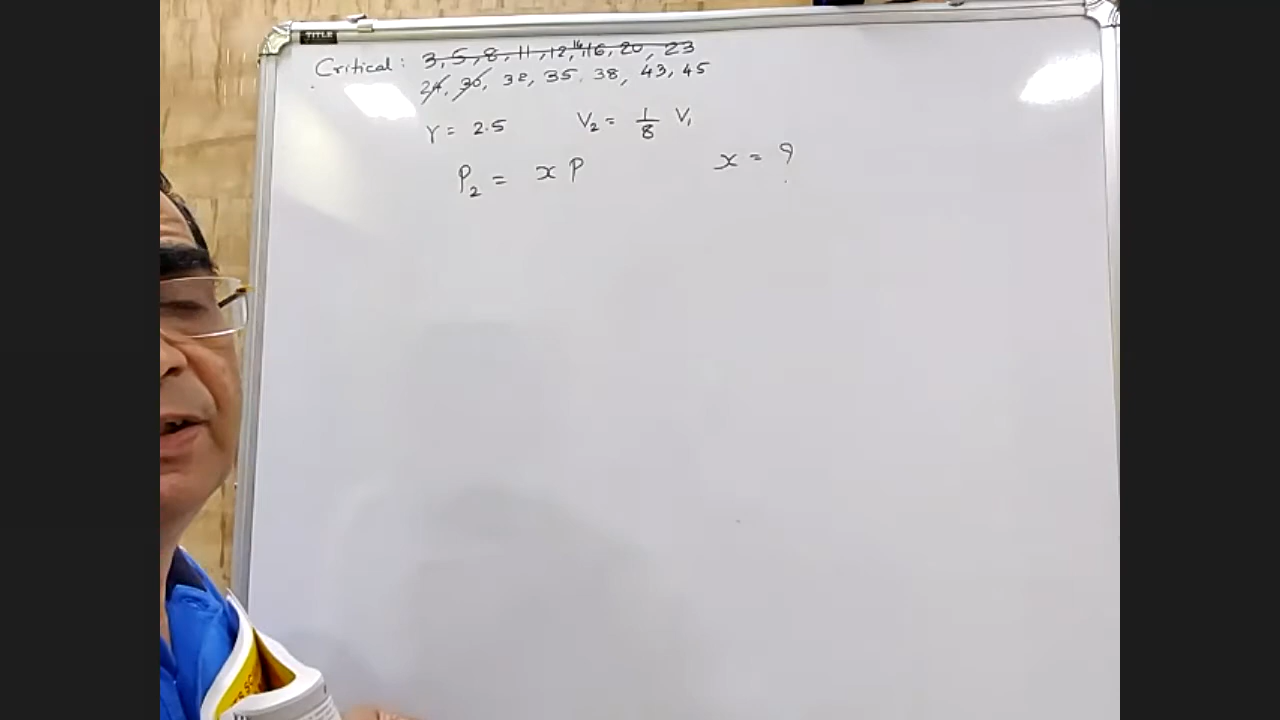 TITLE
Critical: 3, 5, 8, 11, 12, 14, 16, 20, 23
24, 30, 32, 35, 38, 43, 45
γ = 2.5 V₂ = 1/8 V₁
P₂ = x P x = ?